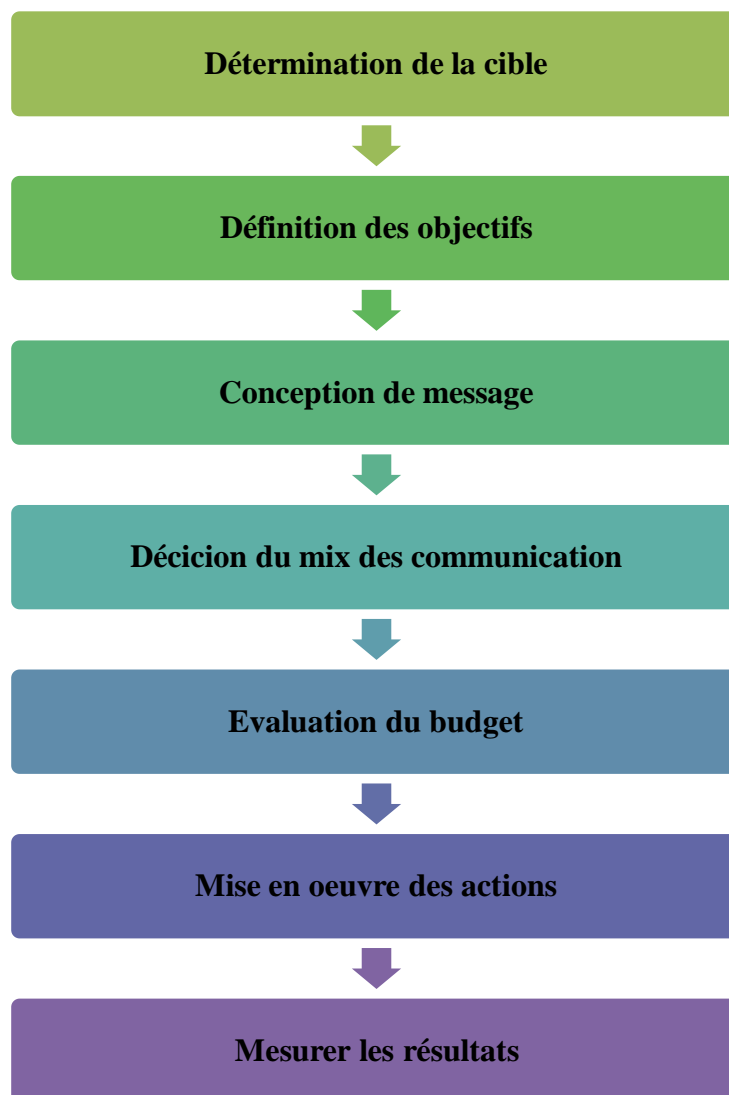 Détermination de la cible
Définition des objectifs
Conception de message
Décicion du mix des communication
Evaluation du budget
Mise en oeuvre des actions
Mesurer les résultats